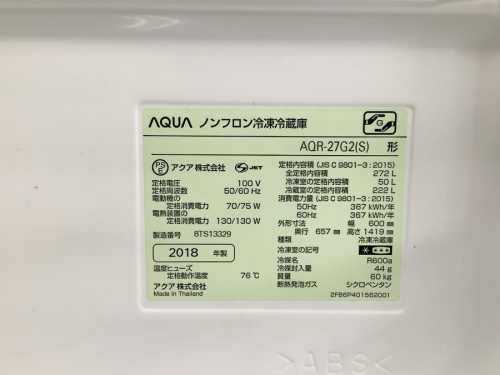 AQUA ノンフロン冷凍冷蔵庫
AQR-27G2(S) 形
PSE アクア株式会社 JET
定格電圧 100 V
定格周波数 50/60 Hz
電動機の
定格消費電力 70/75 W
電熱装置の
定格消費電力 130/130 W
製造番号 8TS13329
2018 年製
温度ヒューズ
定格動作温度 76℃
アクア株式会社
Made in Thailand
定格内容積 (JIS C 9801-3:2015)
全定格内容積 272 L
冷凍室の定格内容積 50 L
冷蔵室の定格内容積 222 L
消費電力量 (JIS C 9801-3:2015)
50Hz 367 kWh/年
60Hz 367 kWh/年
外形寸法 幅 600 ㎜
奥行 657 ㎜ 高さ 1419 ㎜
種類 冷凍冷蔵庫
冷凍室の記号
冷媒名 R600a
冷媒封入量 44 g
質量 60 kg
断熱発泡ガス シクロペンタン
2FB6P401562001
>ABS<